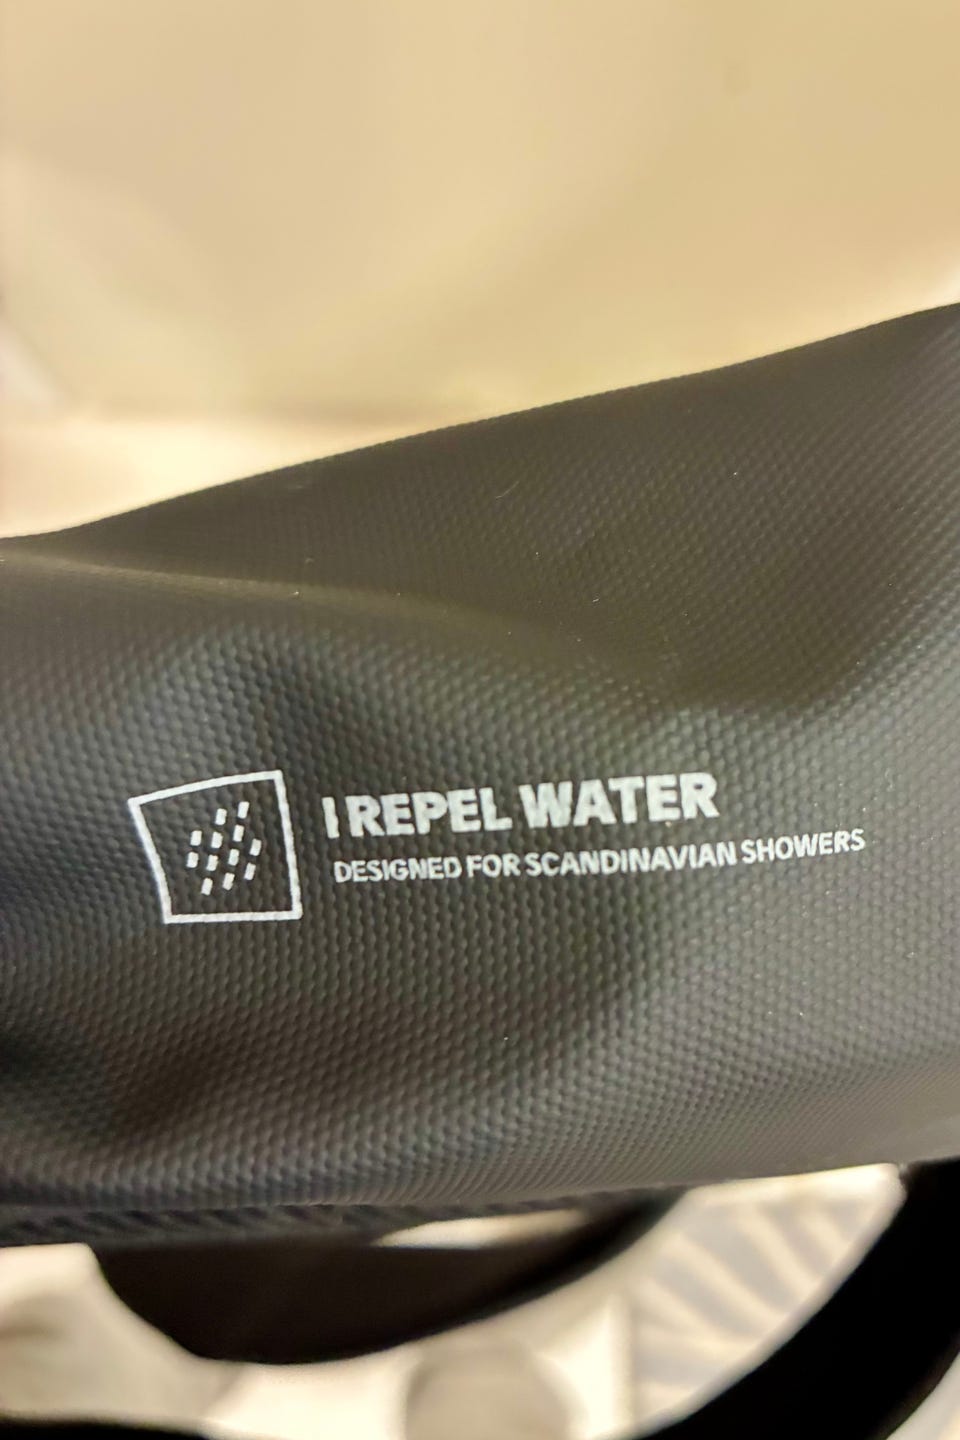 I REPEL WATER
DESIGNED FOR SCANDINAVIAN SHOWERS